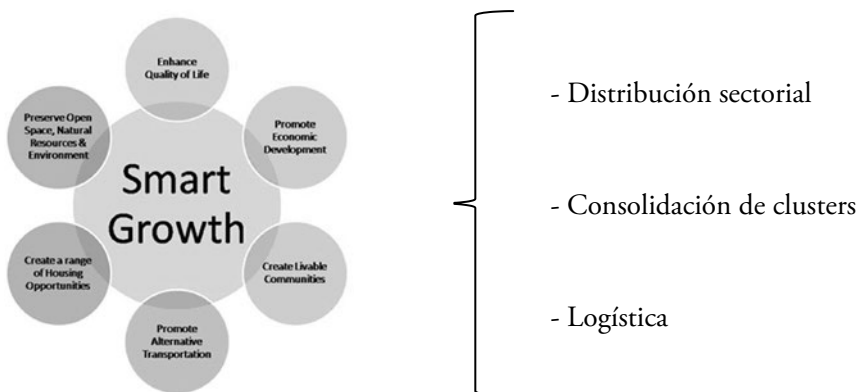 Enhance
Quality of Life
Preserve Open
Space, Natural
Resources &
Environment
Promote
Economic
Development
Smart
Growth
Create a range
of Housing
Opportunities
Create Livable
Communities
Promote
Alternative
Transportation
- Distribución sectorial
- Consolidación de clusters
- Logística